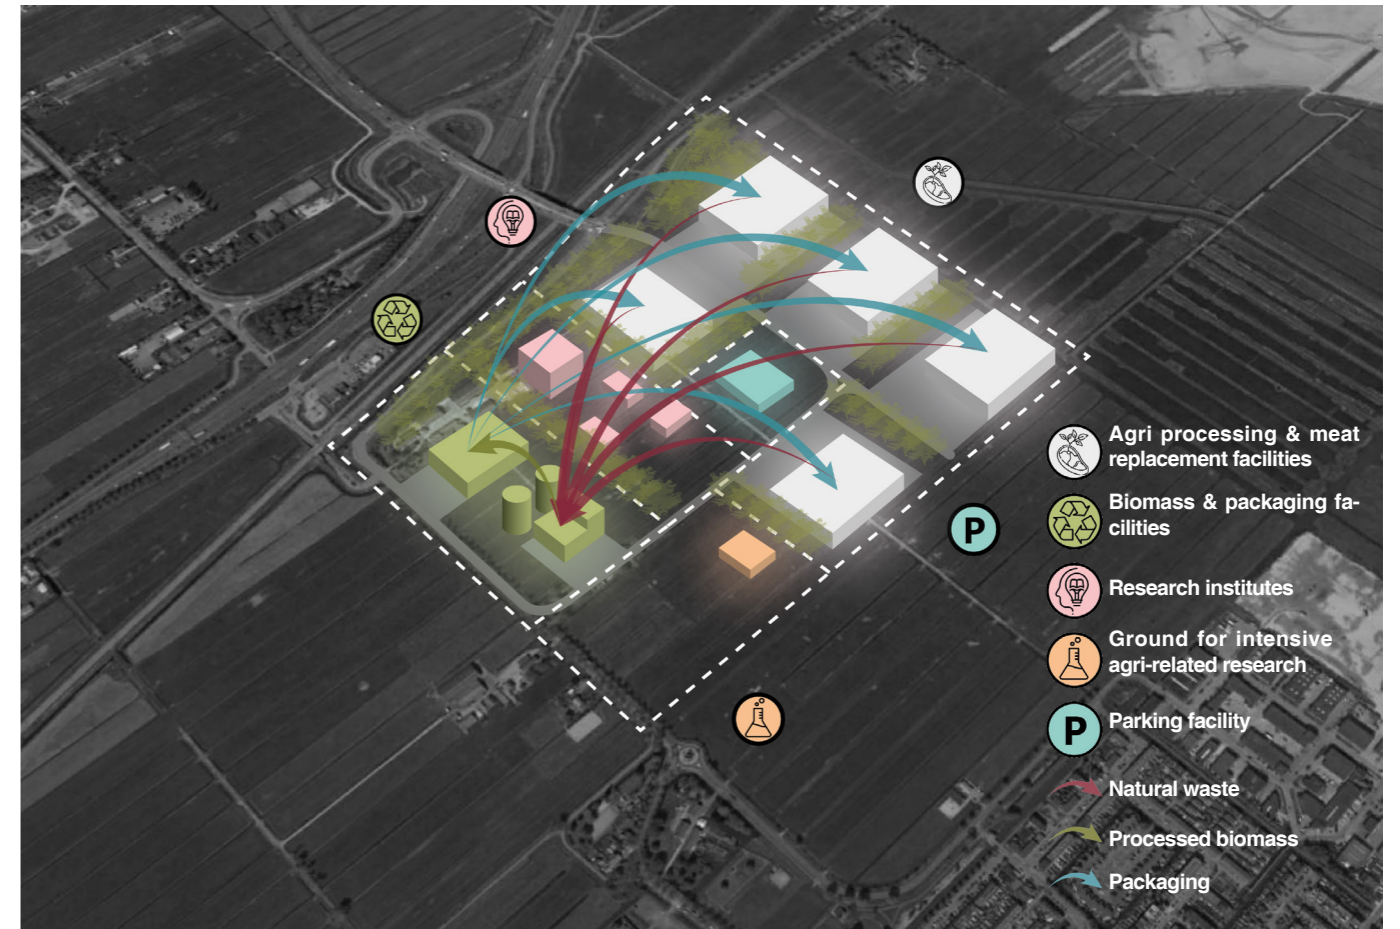 P
Agri processing & meat
replacement facilities
Biomass & packaging fa-
cilities
Research institutes
Ground for intensive
agri-related research
P
Parking facility
Natural waste
Processed biomass
Packaging